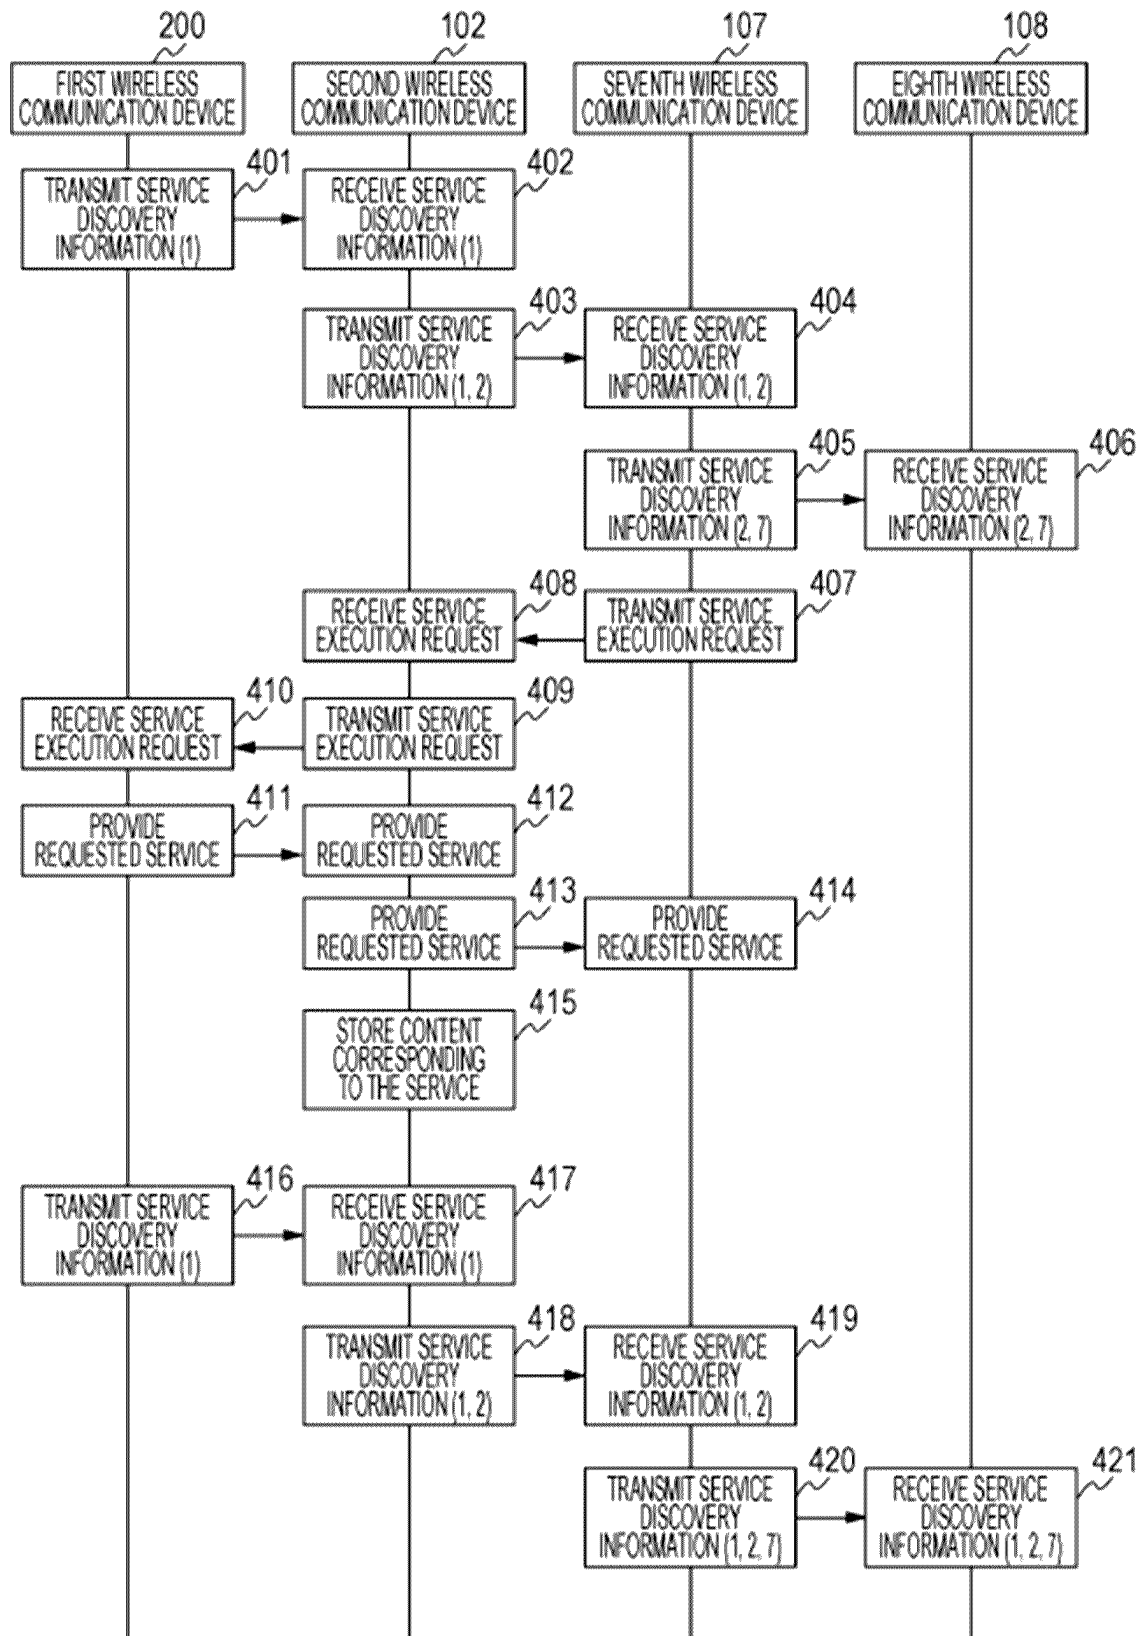 200
102
107
108
FIRST WIRELESS
COMMUNICATION DEVICE
SECOND WIRELESS
COMMUNICATION DEVICE
SEVENTH WIRELESS
COMMUNICATION DEVICE
EIGHTH WIRELESS
COMMUNICATION DEVICE
401
TRANSMIT SERVICE
DISCOVERY
INFORMATION (1)
402
RECEIVE SERVICE
DISCOVERY
INFORMATION (1)
403
TRANSMIT SERVICE
DISCOVERY
INFORMATION (1, 2)
404
RECEIVE SERVICE
DISCOVERY
INFORMATION (1, 2)
405
TRANSMIT SERVICE
DISCOVERY
INFORMATION (2, 7)
406
RECEIVE SERVICE
DISCOVERY
INFORMATION (2, 7)
408
RECEIVE SERVICE
EXECUTION REQUEST
407
TRANSMIT SERVICE
EXECUTION REQUEST
410
RECEIVE SERVICE
EXECUTION REQUEST
409
TRANSMIT SERVICE
EXECUTION REQUEST
411
PROVIDE
REQUESTED SERVICE
412
PROVIDE
REQUESTED SERVICE
413
PROVIDE
REQUESTED SERVICE
414
PROVIDE
REQUESTED SERVICE
415
STORE CONTENT
CORRESPONDING
TO THE SERVICE
416
TRANSMIT SERVICE
DISCOVERY
INFORMATION (1)
417
RECEIVE SERVICE
DISCOVERY
INFORMATION (1)
418
TRANSMIT SERVICE
DISCOVERY
INFORMATION (1, 2)
419
RECEIVE SERVICE
DISCOVERY
INFORMATION (1, 2)
420
TRANSMIT SERVICE
DISCOVERY
INFORMATION (1, 2, 7)
421
RECEIVE SERVICE
DISCOVERY
INFORMATION (1, 2, 7)